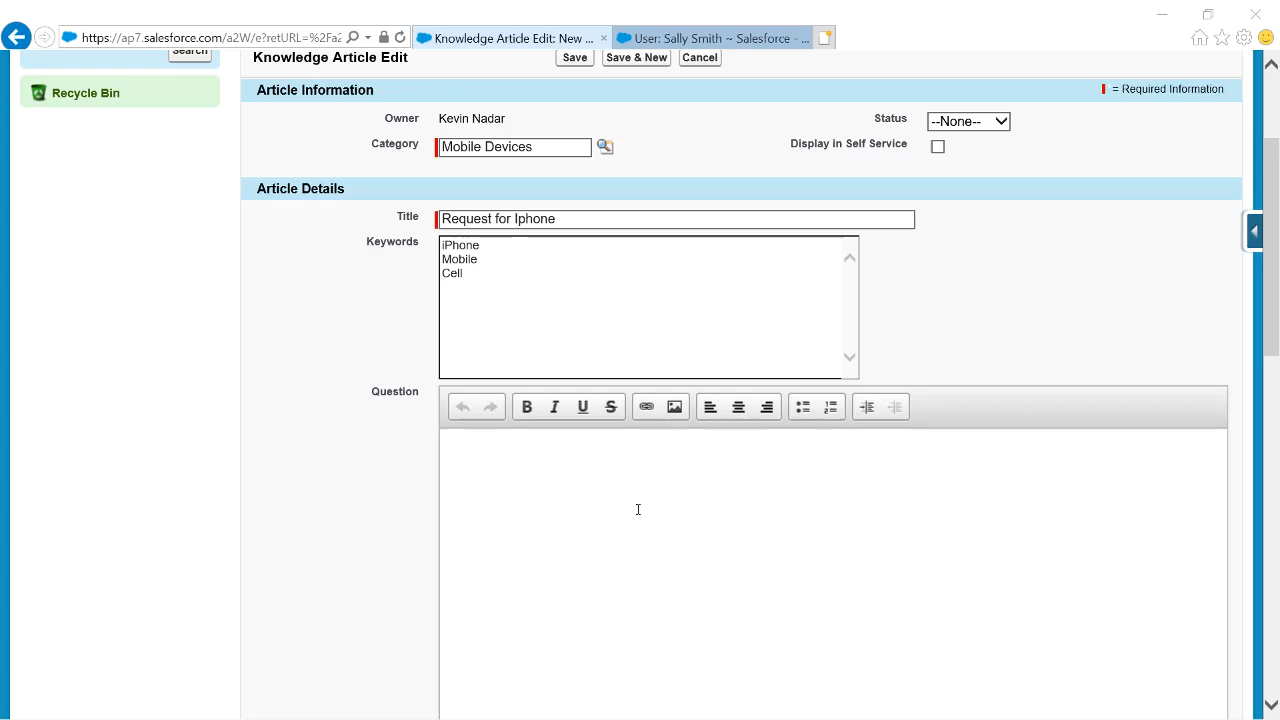 https://ap7.salesforce.com/a2W/e?retURL=%2Fa2
Knowledge Article Edit: New ...
User: Sally Smith ~ Salesforce - ...
Search
Knowledge Article Edit
Save
Save & New
Cancel
Recycle Bin
Article Information
= Required Information
Owner
Kevin Nadar
Status
--None--
Category
Mobile Devices
Display in Self Service
Article Details
Title
Request for Iphone
Keywords
iPhone
Mobile
Cell
Question
B I U S